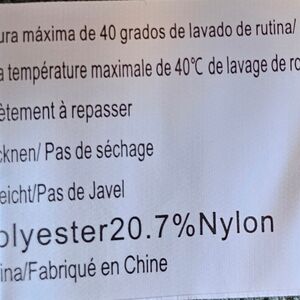 ura máxima de 40 grados de lavado de rutina/
a température maximale de 40℃ de lavage de ro
êtement à repasser
cknen/ Pas de séchage
eicht/Pas de Javel
olyester20.7%Nylon
ina/Fabriqué en Chine